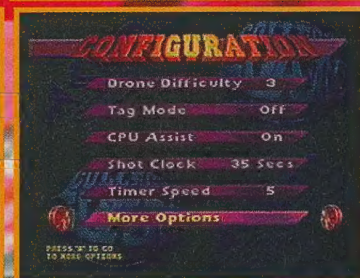 CONFIGURATION
Drone Difficulty 3
Tag Mode Off
CPU Assist On
Shot Clock 35 Secs
Timer Speed 5
More Options
PRESS "A" TO GO
TO MORE OPTIONS